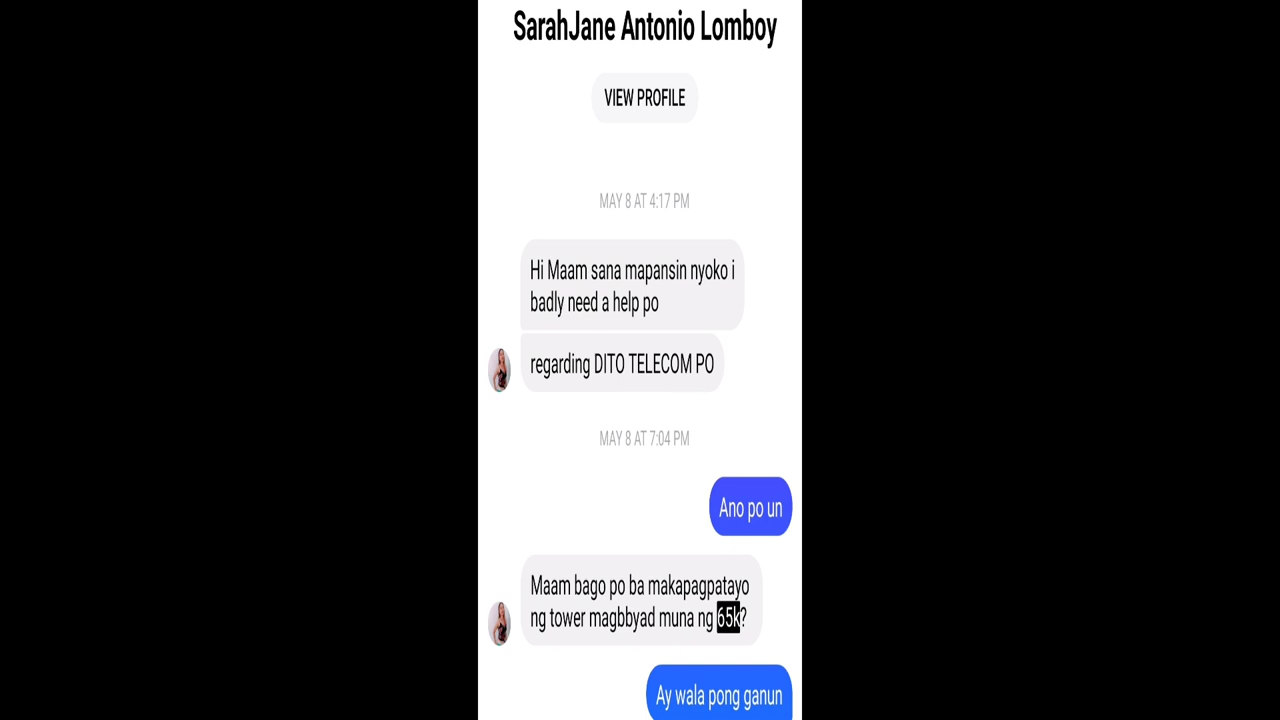 SarahJane Antonio Lomboy
VIEW PROFILE
MAY 8 AT 4:17 PM
Hi Maam sana mapansin nyoko i
badly need a help po
regarding DITO TELECOM PO
MAY 8 AT 7:04 PM
Ano po un
Maam bago po ba makapagpatayo
ng tower magbbyad muna ng 65k?
Ay wala pong ganun